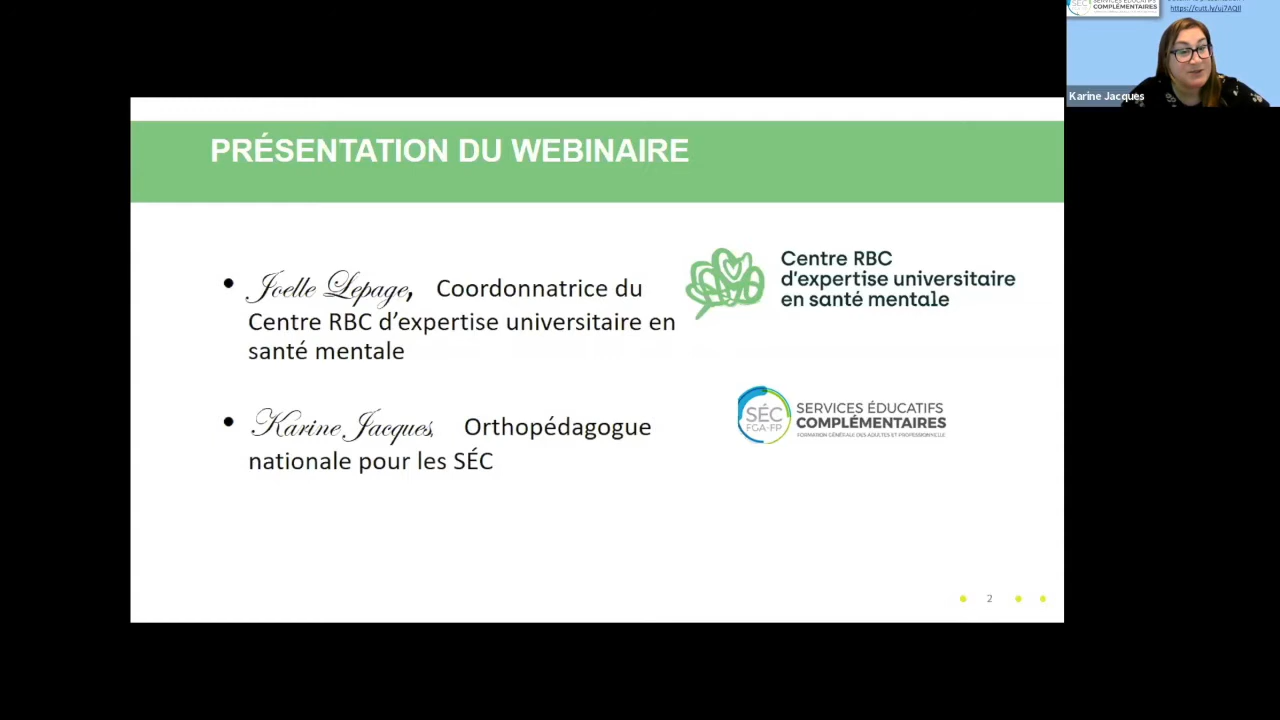 SERVICES ÉDUCATIFS
COMPLÉMENTAIRES
Karine Jacques
PRÉSENTATION DU WEBINAIRE
• Joelle Lepage, Coordonnatrice du
Centre RBC d’expertise universitaire en
santé mentale
Centre RBC
d'expertise universitaire
en santé mentale
• Karine Jacques, Orthopédagogue
nationale pour les SÉC
SÉC
FGA-FP
SERVICES ÉDUCATIFS
COMPLÉMENTAIRES
FORMATION GÉNÉRALE DES ADULTES ET PROFESSIONNELLE
2